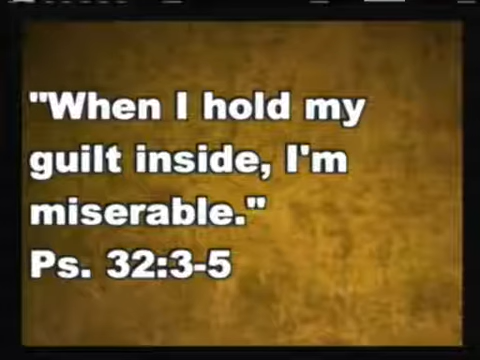 "When I hold my
guilt inside, I'm
miserable."
Ps. 32:3-5